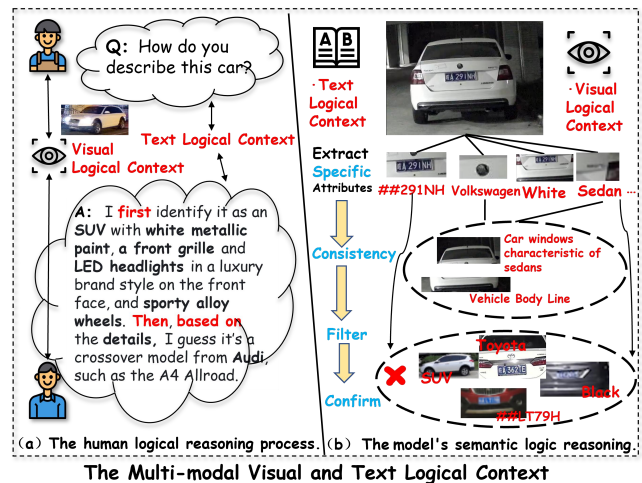 Q: How do you
describe this car?
Visual
Logical Context
Text Logical Context
A: I first identify it as an
SUV with white metallic
paint, a front grille and
LED headlights in a luxury
brand style on the front
face, and sporty alloy
wheels. Then, based on
the details, I guess it's a
crossover model from Audi,
such as the A4 Allroad.
(a) The human logical reasoning process.
A B
· Text
Logical
Context
A 291NH
· Visual
Logical
Context
Extract
Specific
Attributes
A 291NH
##291NH
Volkswagen
White
Sedan ...
Consistency
Car windows
characteristic of
sedans
Vehicle Body Line
Filter
Confirm
Toyota
SUV
A 362LE
Black
##LT79H
(b) The model's semantic logic reasoning.
The Multi-modal Visual and Text Logical Context